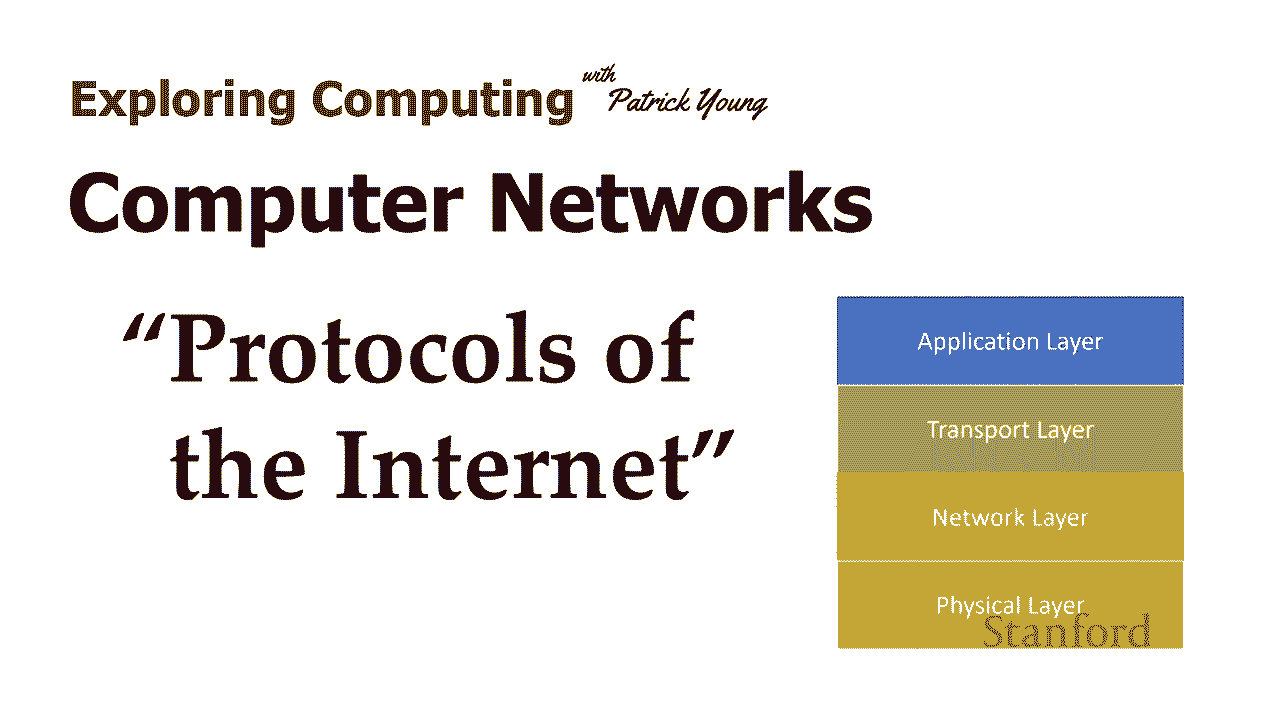 Exploring Computing with Patrick Young
Computer Networks
“Protocols of
the Internet”
Application Layer
Transport Layer
Network Layer
Physical Layer
Stanford